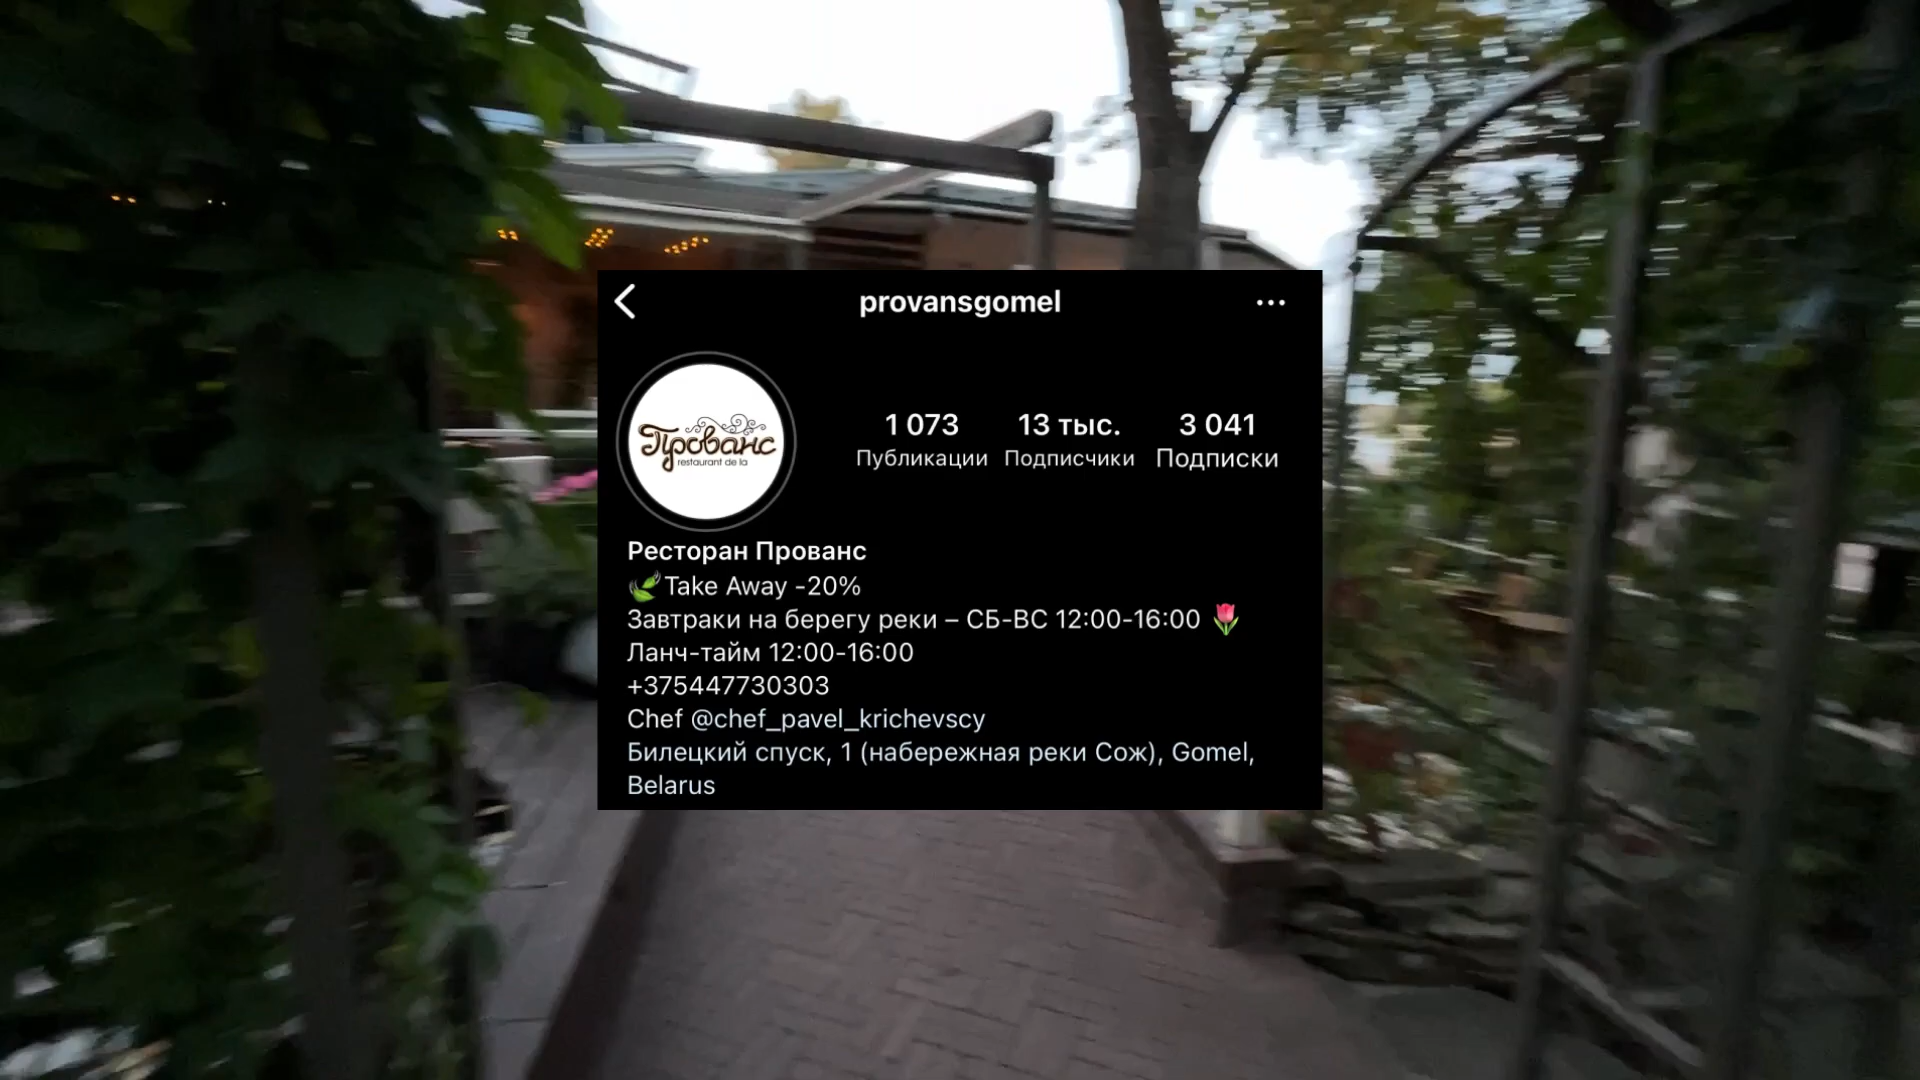 provansgomel
Прованс
restaurant de la
1 073
Публикации
13 тыс.
Подписчики
3 041
Подписки
Ресторан Прованс
Take Away -20%
Завтраки на берегу реки – СБ-ВС 12:00-16:00
Ланч-тайм 12:00-16:00
+375447730303
Chef @chef_pavel_krichevscy
Билецкий спуск, 1 (набережная реки Сож), Gomel,
Belarus